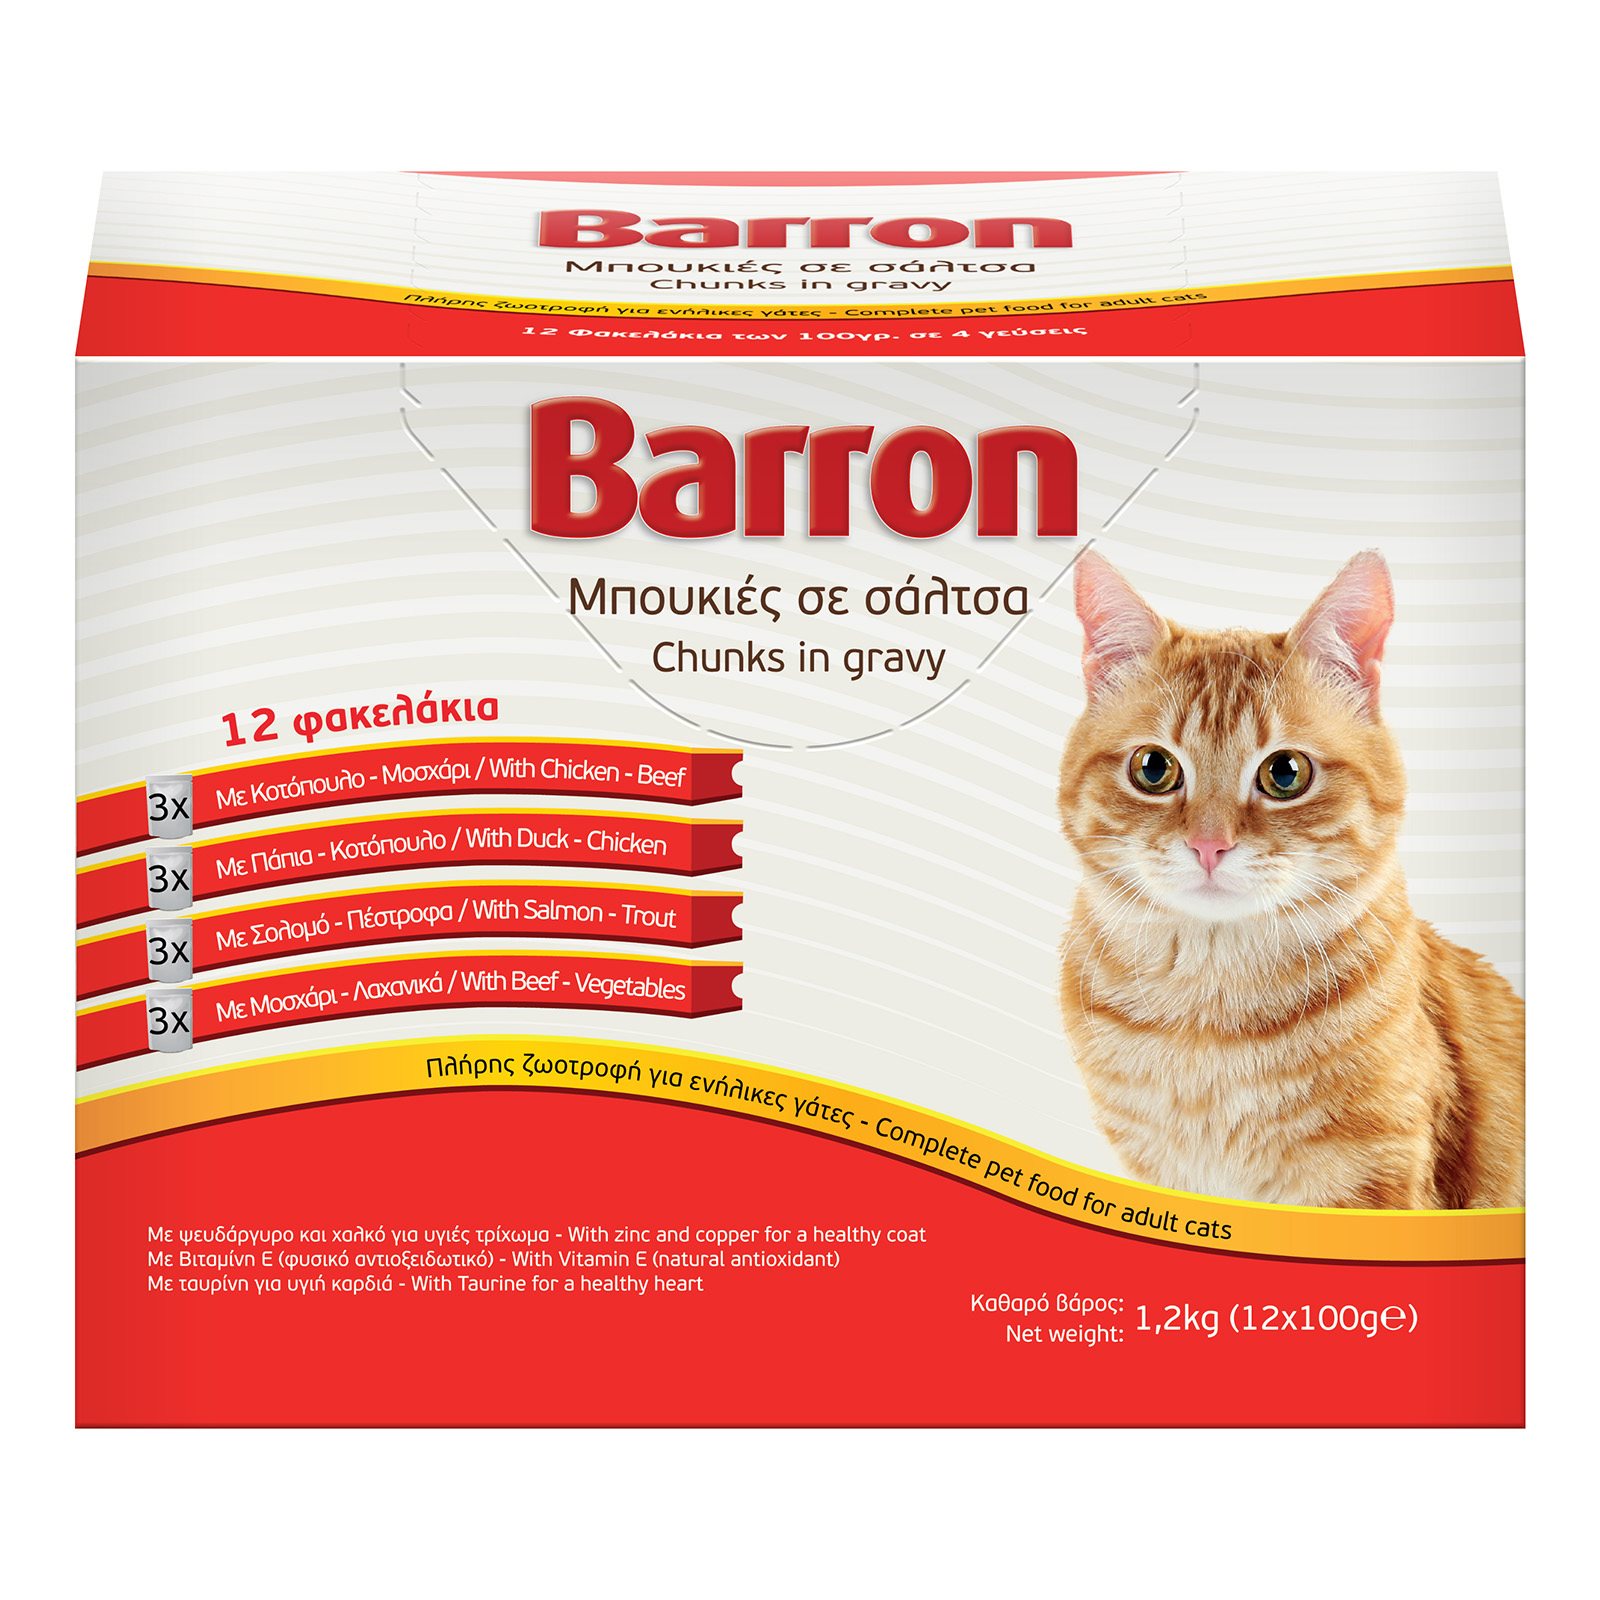 Barron
Μπουκιές σε σάλτσα
Chunks in gravy
Πλήρης ζωοτροφή για ενήλικες γάτες - Complete pet food for adult cats
12 Φακελάκια των 100γρ. σε 4 γεύσεις
Barron
Μπουκιές σε σάλτσα
Chunks in gravy
12 φακελάκια
3x Με Κοτόπουλο - Μοσχάρι / With Chicken - Beef
3x Με Πάπια - Κοτόπουλο / With Duck - Chicken
3x Με Σολομό - Πέστροφα / With Salmon - Trout
3x Με Μοσχάρι - Λαχανικά / With Beef - Vegetables
Πλήρης ζωοτροφή για ενήλικες γάτες - Complete pet food for adult cats
Με ψευδάργυρο και χαλκό για υγιές τρίχωμα - With zinc and copper for a healthy coat
Με Βιταμίνη Ε (φυσικό αντιοξειδωτικό) - With Vitamin E (natural antioxidant)
Με ταυρίνη για υγιή καρδιά - With Taurine for a healthy heart
Καθαρό βάρος:
Net weight:
1,2kg (12x100g℮)